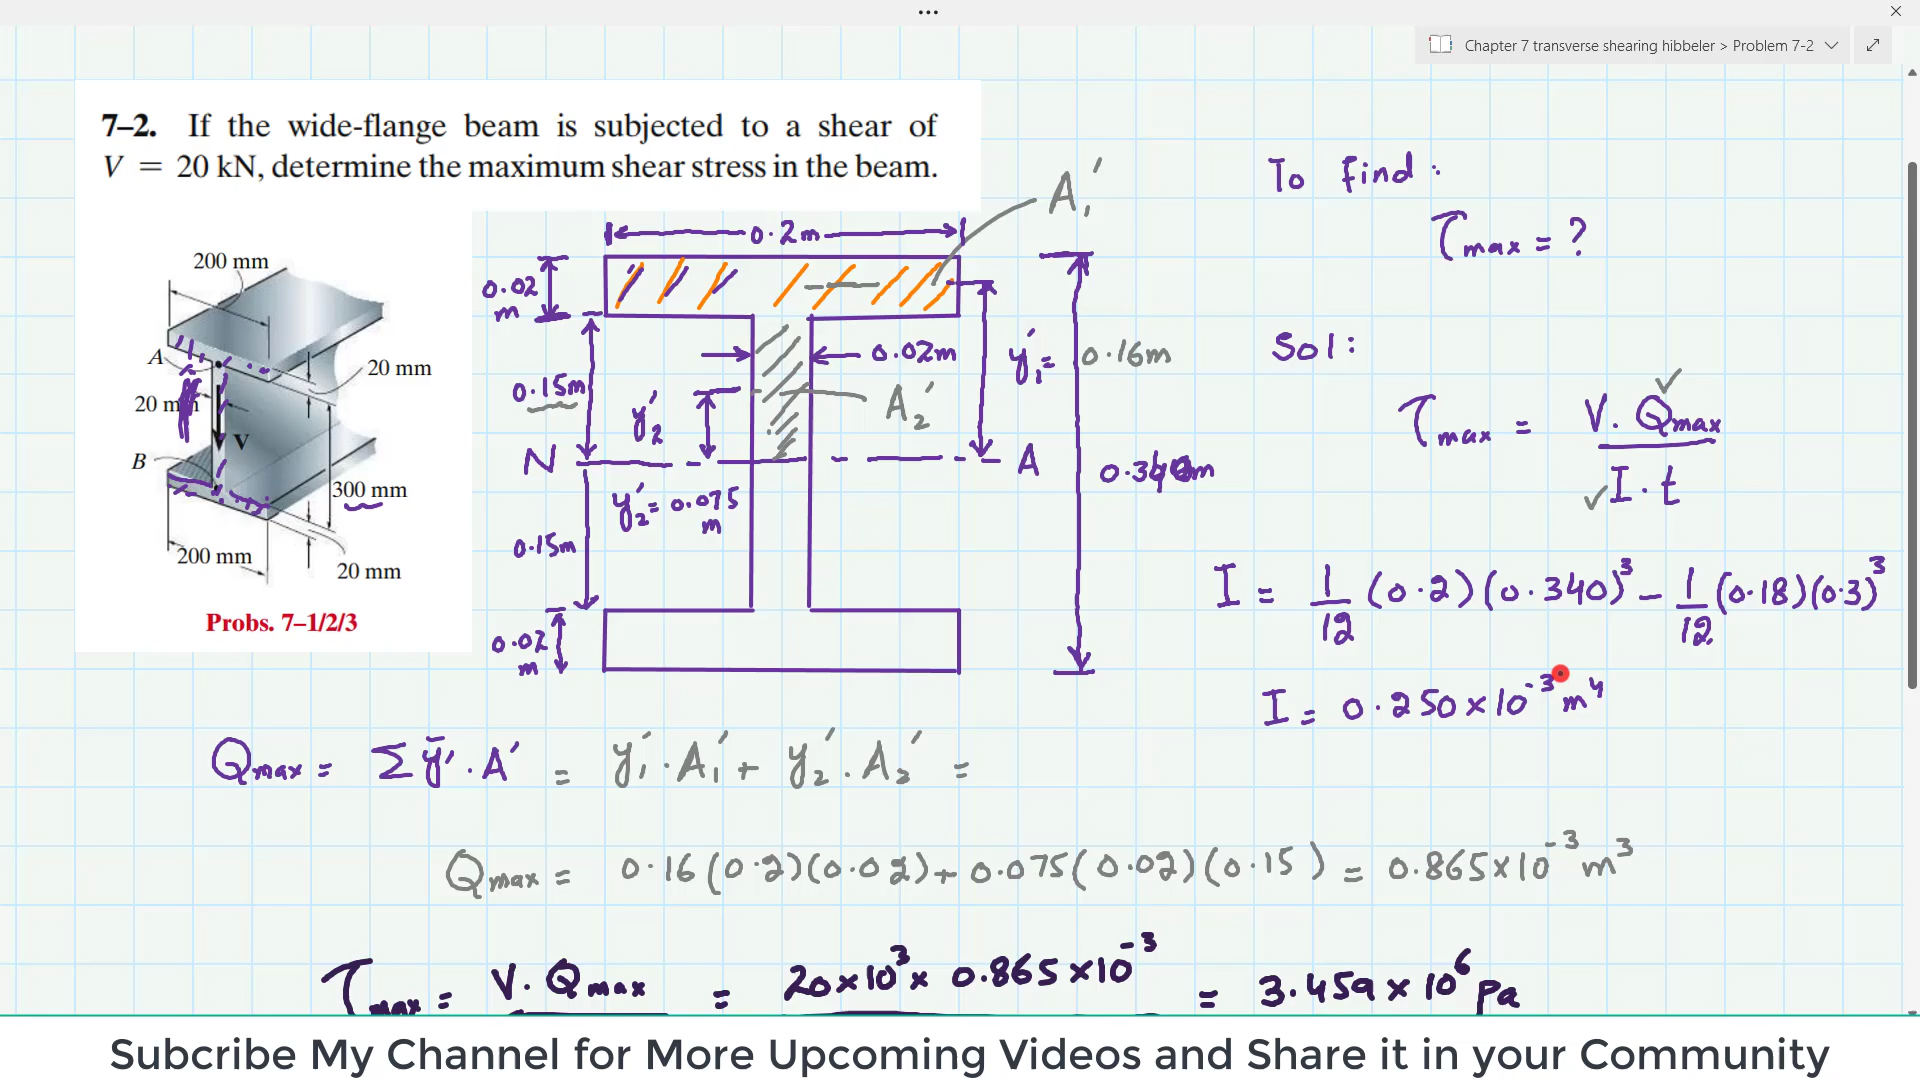 Chapter 7 transverse shearing hibbeler > Problem 7-2
7–2. If the wide-flange beam is subjected to a shear of
V = 20 kN, determine the maximum shear stress in the beam.
200 mm
A
20 mm
20 mm
V
B
300 mm
200 mm
20 mm
Probs. 7–1/2/3
0.2m
A₁′
0.02
m
0.02m
y₁′=
0.16m
0.15m
y₂′
A₂′
N
A
y₂′= 0.075
m
0.15m
0.02
m
To find :
τmax = ?
Sol :
τmax = V. Qmax
I . t
I = 1/12 (0.2)(0.340)³ – 1/12 (0.18)(0.3)³
I = 0.250×10⁻³ m⁴
Qmax = Σ ȳ′. A′ = y₁′. A₁′ + y₂′. A₂′ =
Qmax = 0.16(0.2)(0.02)+0.075(0.02)(0.15) = 0.865×10⁻³ m³
τmax = V. Qmax = 20×10³× 0.865×10⁻³ = 3.459×10⁶ Pa
Subcribe My Channel for More Upcoming Videos and Share it in your Community